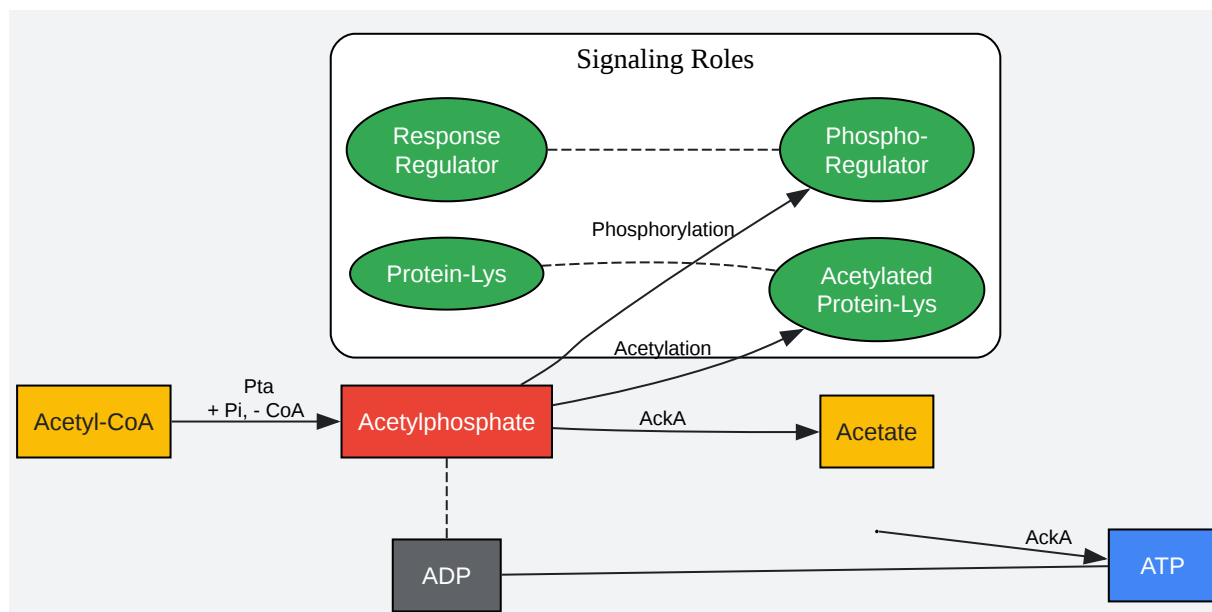 Signaling Roles
Response
Regulator
Phospho-
Regulator
Phosphorylation
Protein-Lys
Acetylated
Protein-Lys
Acetylation
Pta
+ Pi, - CoA
Acetyl-CoA
Acetylphosphate
AckA
Acetate
AckA
ADP
ATP